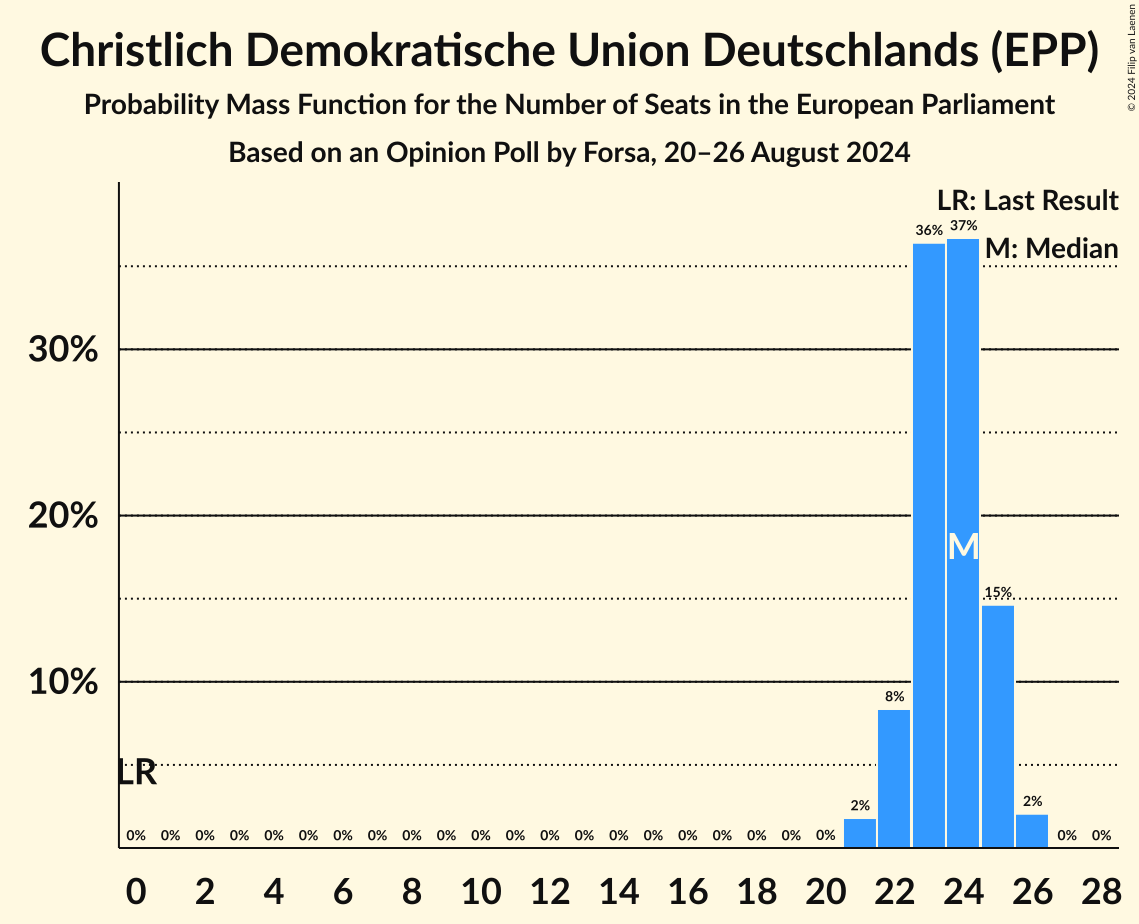 Christlich Demokratische Union Deutschlands (EPP)
Probability Mass Function for the Number of Seats in the European Parliament
Based on an Opinion Poll by Forsa, 20–26 August 2024
© 2024 Filip van Laenen
LR: Last Result
M: Median
36% 37%
30%
20%
M
15%
10%
8%
LR
2% 2%
0% 0% 0% 0% 0% 0% 0% 0% 0% 0% 0% 0% 0% 0% 0% 0% 0% 0% 0% 0% 0% 0% 0%
0 2 4 6 8 10 12 14 16 18 20 22 24 26 28